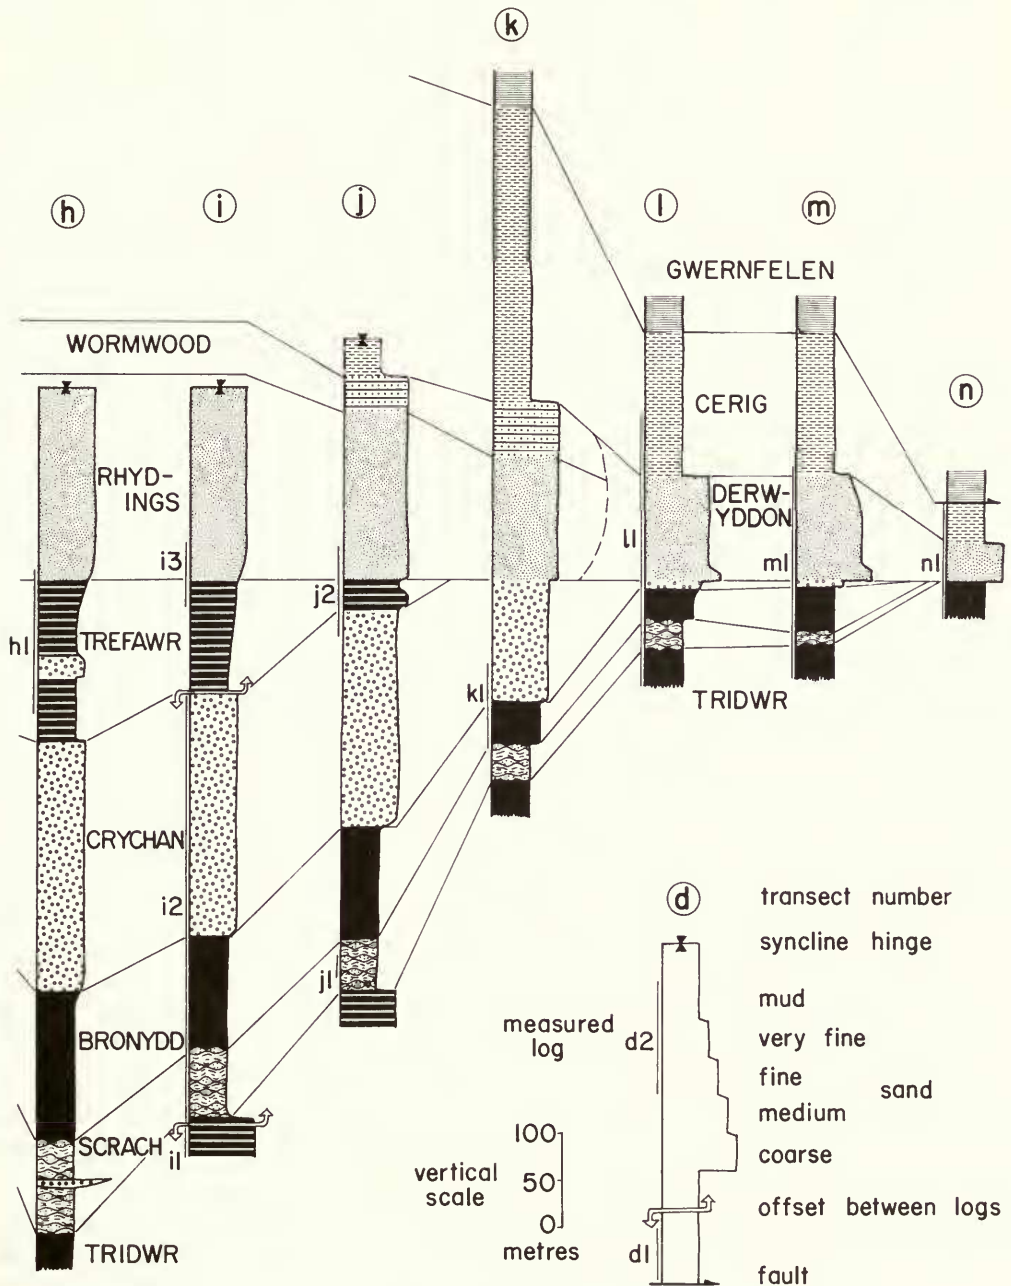 k
h
i
j
l
m
GWERNFELEN
WORMWOOD
n
CERIG
RHYD-
INGS
DERW-
YDDON
l1
i3
m1
n1
j2
TREFAWR
h1
k1
TRIDWR
CRYCHAN
i2
d
transect number
syncline hinge
j1
mud
BRONYDD
measured
log
d2
very fine
fine
sand
medium
SCRACH
i1
100
coarse
vertical
scale
50
offset between logs
0
TRIDWR
metres
d1
fault